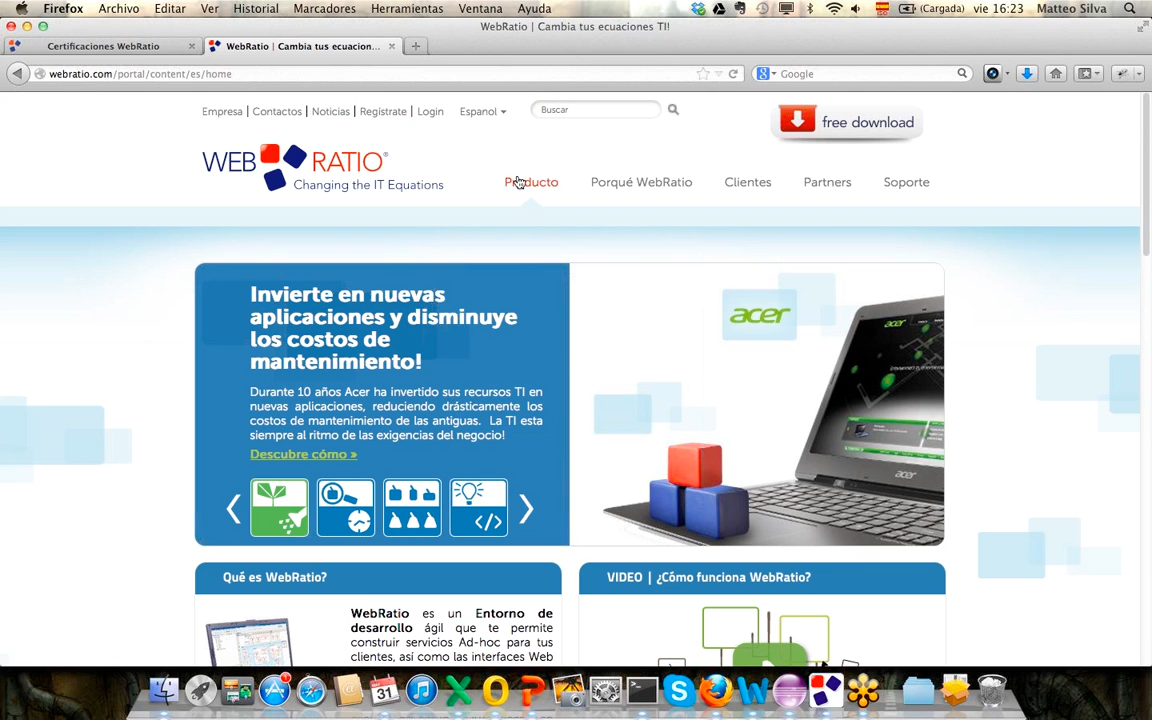 Firefox Archivo Editar Ver Historial Marcadores Herramientas Ventana Ayuda (Cargada) vie 16:23 Matteo Silva
WebRatio | Cambia tus ecuaciones TI!
Certificaciones WebRatio
WebRatio | Cambia tus ecuacion...
webratio.com/portal/content/es/home
Google
Empresa | Contactos | Noticias | Registrate | Login Espanol
Buscar
free download
WEB RATIO®
Changing the IT Equations
Producto Porqué WebRatio Clientes Partners Soporte
Invierte en nuevas
aplicaciones y disminuye
los costos de
mantenimiento!
Durante 10 años Acer ha invertido sus recursos TI en
nuevas aplicaciones, reduciendo drásticamente los
costos de mantenimiento de las antiguas. La TI esta
siempre al ritmo de las exigencias del negocio!
Descubre cómo »
acer
acer
Qué es WebRatio?
WebRatio es un Entorno de
desarrollo ágil que te permite
construir servicios Ad-hoc para tus
clientes, así como las interfaces Web
VIDEO | ¿Cómo funciona WebRatio?
31